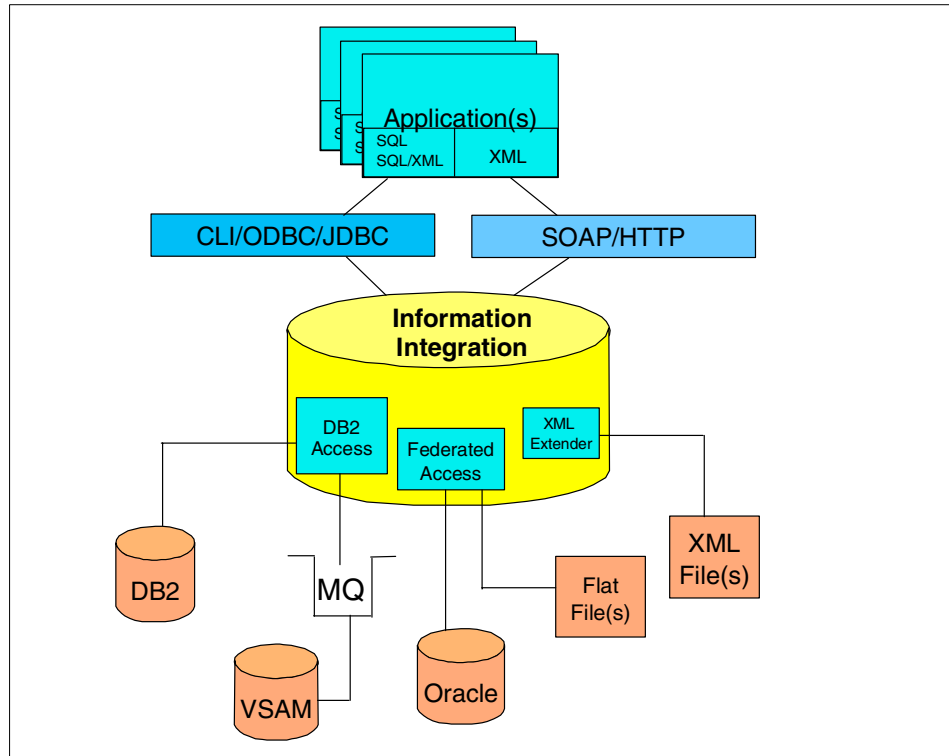 Application(s)
S
S
S
S
SQL
SQL/XML
XML
CLI/ODBC/JDBC
SOAP/HTTP
Information
Integration
DB2
Access
Federated
Access
XML
Extender
DB2
MQ
VSAM
Oracle
Flat
File(s)
XML
File(s)